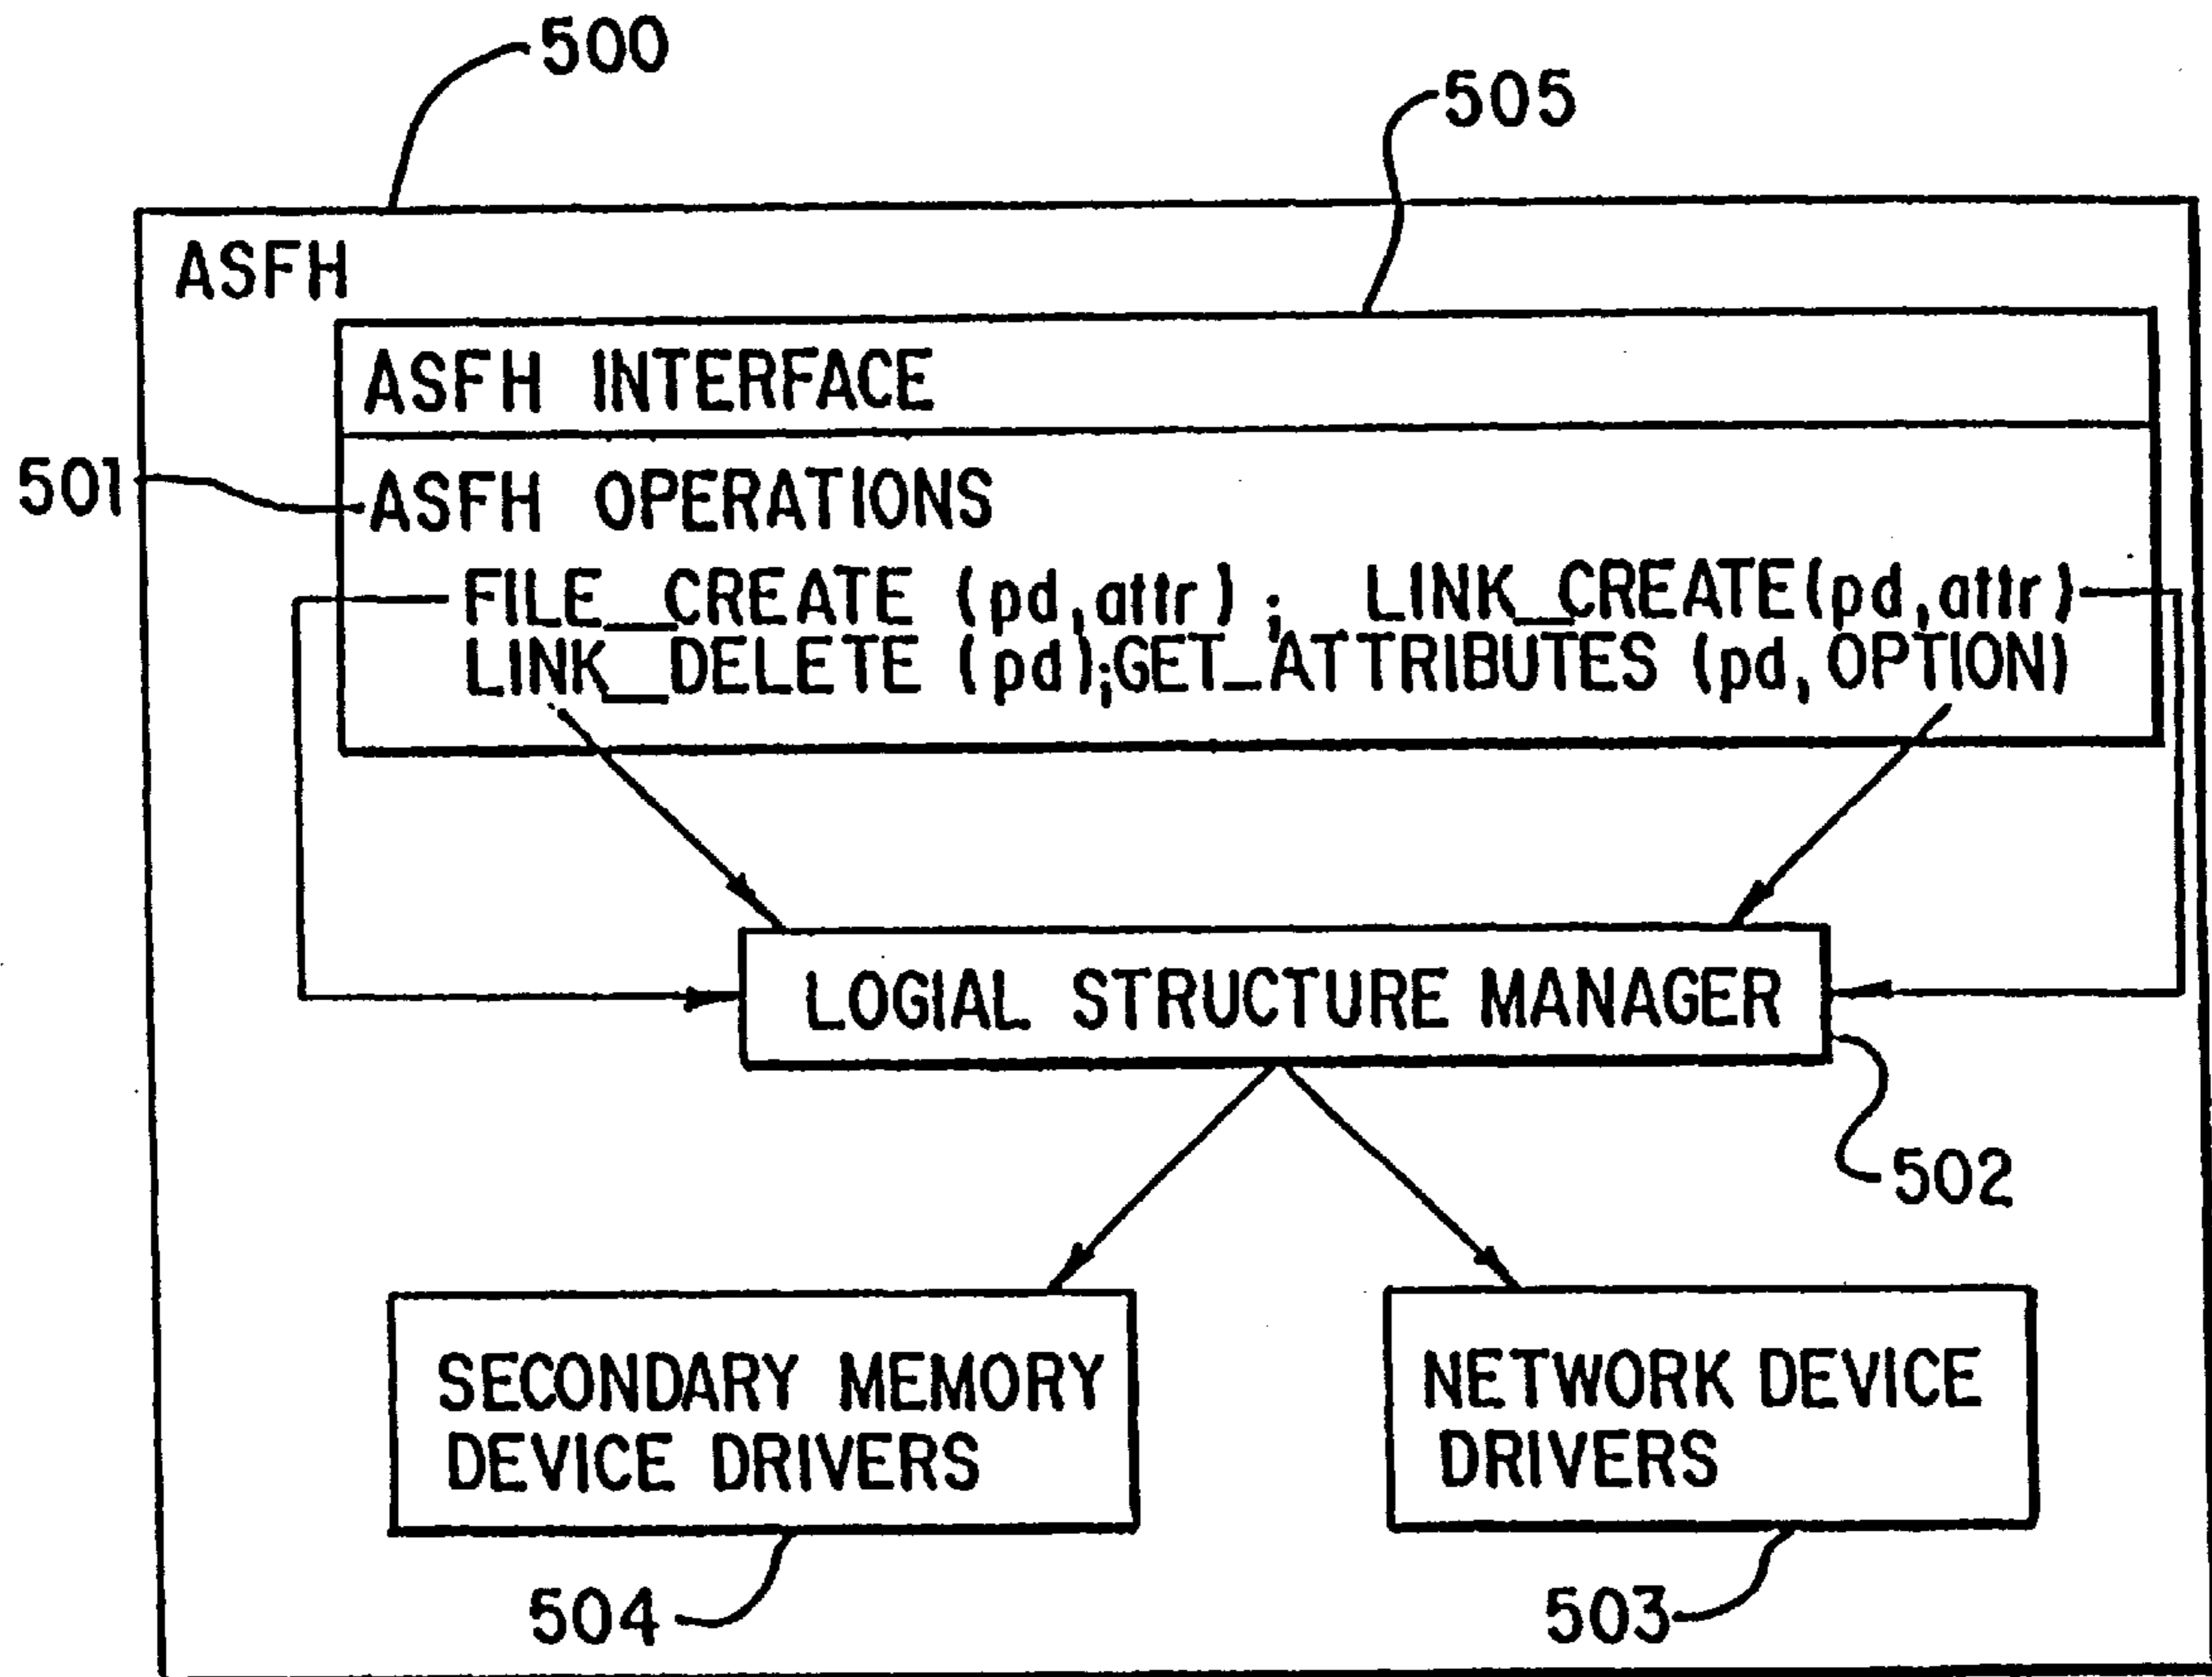 500
505
ASFH
ASFH INTERFACE
501
ASFH OPERATIONS
FILE_CREATE (pd,attr) ; LINK_CREATE(pd,attr)
LINK_DELETE (pd);GET_ATTRIBUTES (pd, OPTION)
LOGIAL STRUCTURE MANAGER
502
SECONDARY MEMORY
DEVICE DRIVERS
NETWORK DEVICE
DRIVERS
504
503